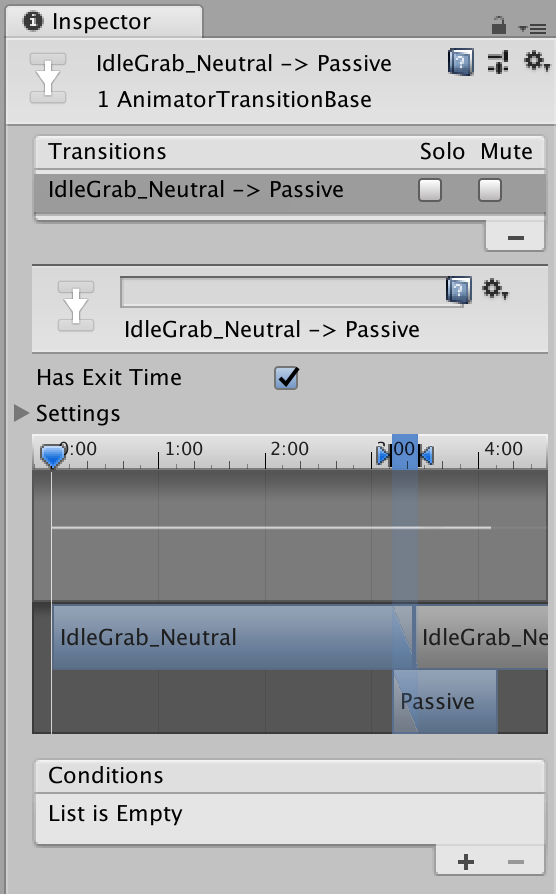 Inspector
IdleGrab_Neutral -> Passive
1 AnimatorTransitionBase
Transitions Solo Mute
IdleGrab_Neutral -> Passive
IdleGrab_Neutral -> Passive
Has Exit Time
Settings
0:00 1:00 2:00 3:00 4:00
IdleGrab_Neutral IdleGrab_Ne
Passive
Conditions
List is Empty